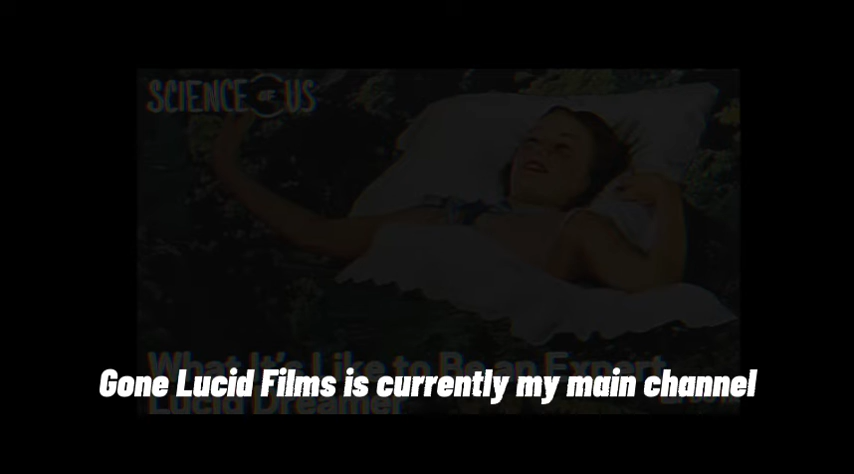 SCIENCE OF US
What It's Like to Be an Expert
Gone Lucid Films is currently my main channel
Lucid Dreamer